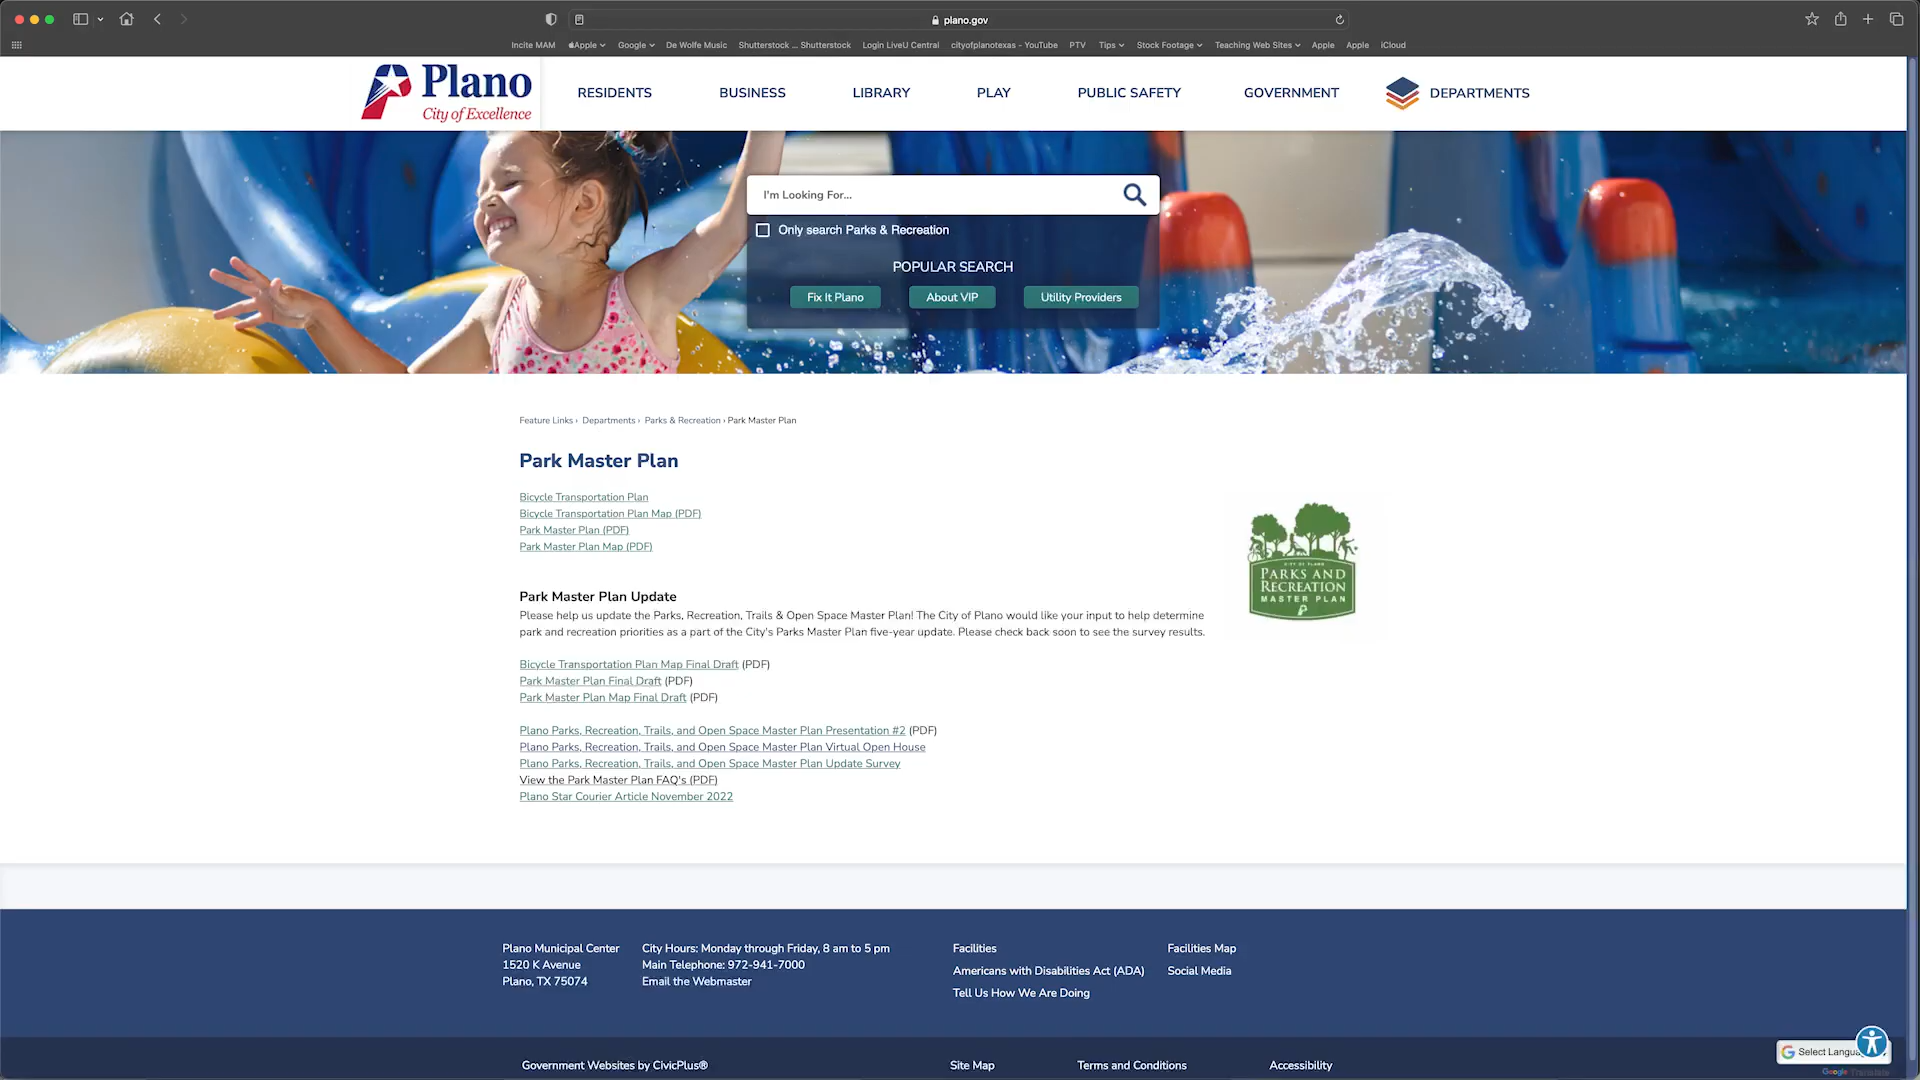 plano.gov
Incite MAM Apple Google De Wolfe Music Shutterstock ... Shutterstock Login LiveU Central cityofplanotexas - YouTube PTV Tips Stock Footage Teaching Web Sites Apple Apple iCloud
Plano
City of Excellence
RESIDENTS BUSINESS LIBRARY PLAY PUBLIC SAFETY GOVERNMENT DEPARTMENTS
I'm Looking For...
Only search Parks & Recreation
POPULAR SEARCH
Fix It Plano About VIP Utility Providers
Feature Links › Departments › Parks & Recreation › Park Master Plan
Park Master Plan
Bicycle Transportation Plan
Bicycle Transportation Plan Map (PDF)
Park Master Plan (PDF)
Park Master Plan Map (PDF)
CITY OF PLANO
PARKS AND
RECREATION
MASTER PLAN
Park Master Plan Update
Please help us update the Parks, Recreation, Trails & Open Space Master Plan! The City of Plano would like your input to help determine
park and recreation priorities as a part of the City's Parks Master Plan five-year update. Please check back soon to see the survey results.
Bicycle Transportation Plan Map Final Draft (PDF)
Park Master Plan Final Draft (PDF)
Park Master Plan Map Final Draft (PDF)
Plano Parks, Recreation, Trails, and Open Space Master Plan Presentation #2 (PDF)
Plano Parks, Recreation, Trails, and Open Space Master Plan Virtual Open House
Plano Parks, Recreation, Trails, and Open Space Master Plan Update Survey
View the Park Master Plan FAQ's (PDF)
Plano Star Courier Article November 2022
Plano Municipal Center
1520 K Avenue
Plano, TX 75074
City Hours: Monday through Friday, 8 am to 5 pm
Main Telephone: 972-941-7000
Email the Webmaster
Facilities
Americans with Disabilities Act (ADA)
Tell Us How We Are Doing
Facilities Map
Social Media
Government Websites by CivicPlus® Site Map Terms and Conditions Accessibility
Select Langua
Google Translate